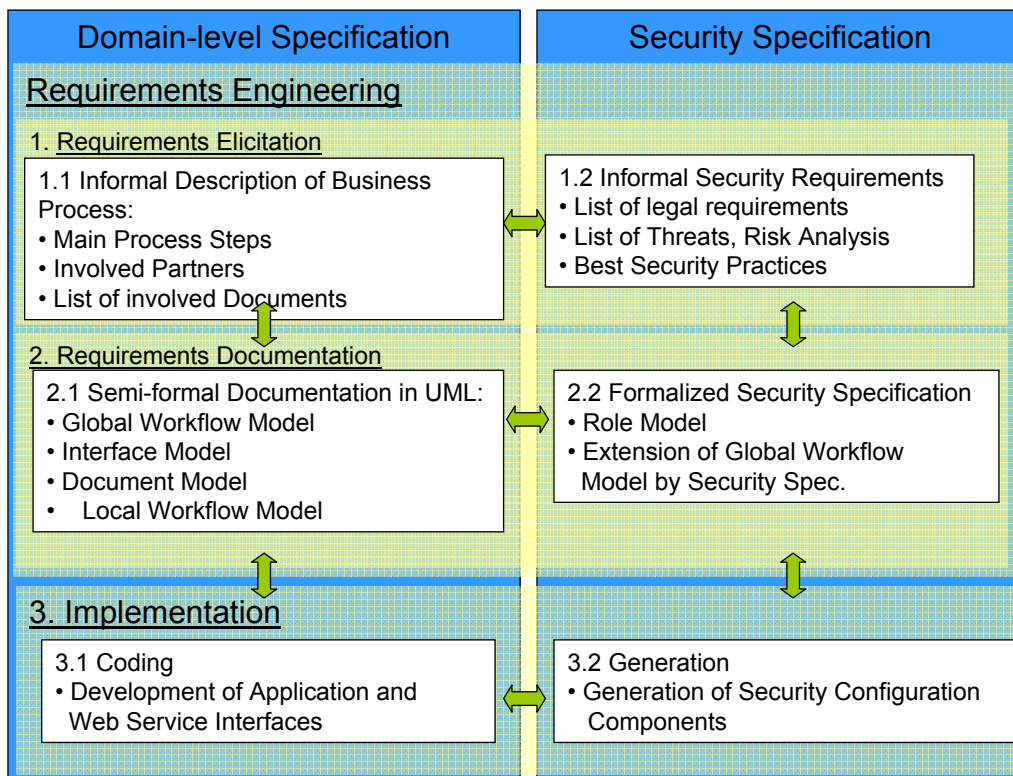 Domain-level Specification
Security Specification
Requirements Engineering
1. Requirements Elicitation
1.1 Informal Description of Business
Process:
• Main Process Steps
• Involved Partners
• List of involved Documents
1.2 Informal Security Requirements
• List of legal requirements
• List of Threats, Risk Analysis
• Best Security Practices
2. Requirements Documentation
2.1 Semi-formal Documentation in UML:
• Global Workflow Model
• Interface Model
• Document Model
• Local Workflow Model
2.2 Formalized Security Specification
• Role Model
• Extension of Global Workflow
Model by Security Spec.
3. Implementation
3.1 Coding
• Development of Application and
Web Service Interfaces
3.2 Generation
• Generation of Security Configuration
Components